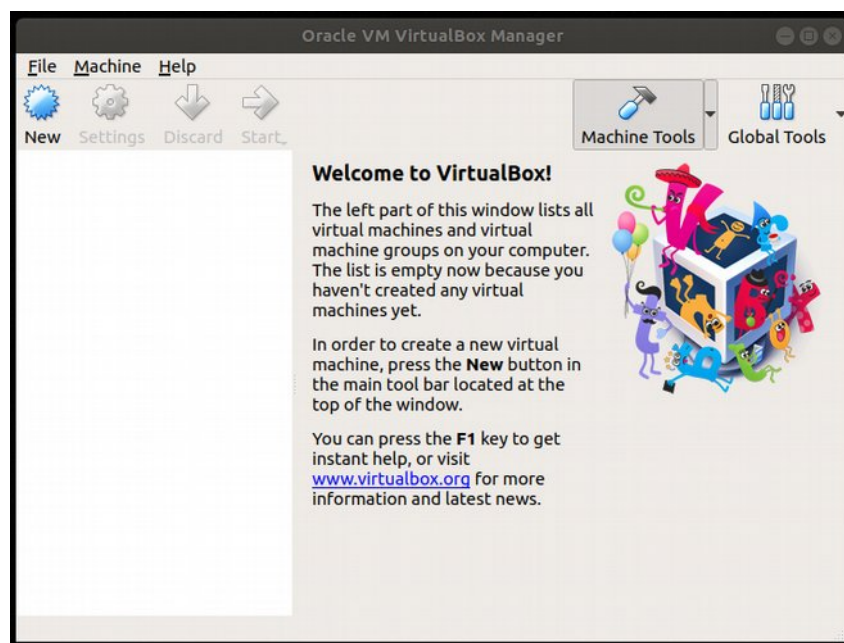 Oracle VM VirtualBox Manager
File Machine Help
New Settings Discard Start
Machine Tools Global Tools
Welcome to VirtualBox!
The left part of this window lists all
virtual machines and virtual
machine groups on your computer.
The list is empty now because you
haven't created any virtual
machines yet.
In order to create a new virtual
machine, press the New button in
the main tool bar located at the
top of the window.
You can press the F1 key to get
instant help, or visit
www.virtualbox.org for more
information and latest news.